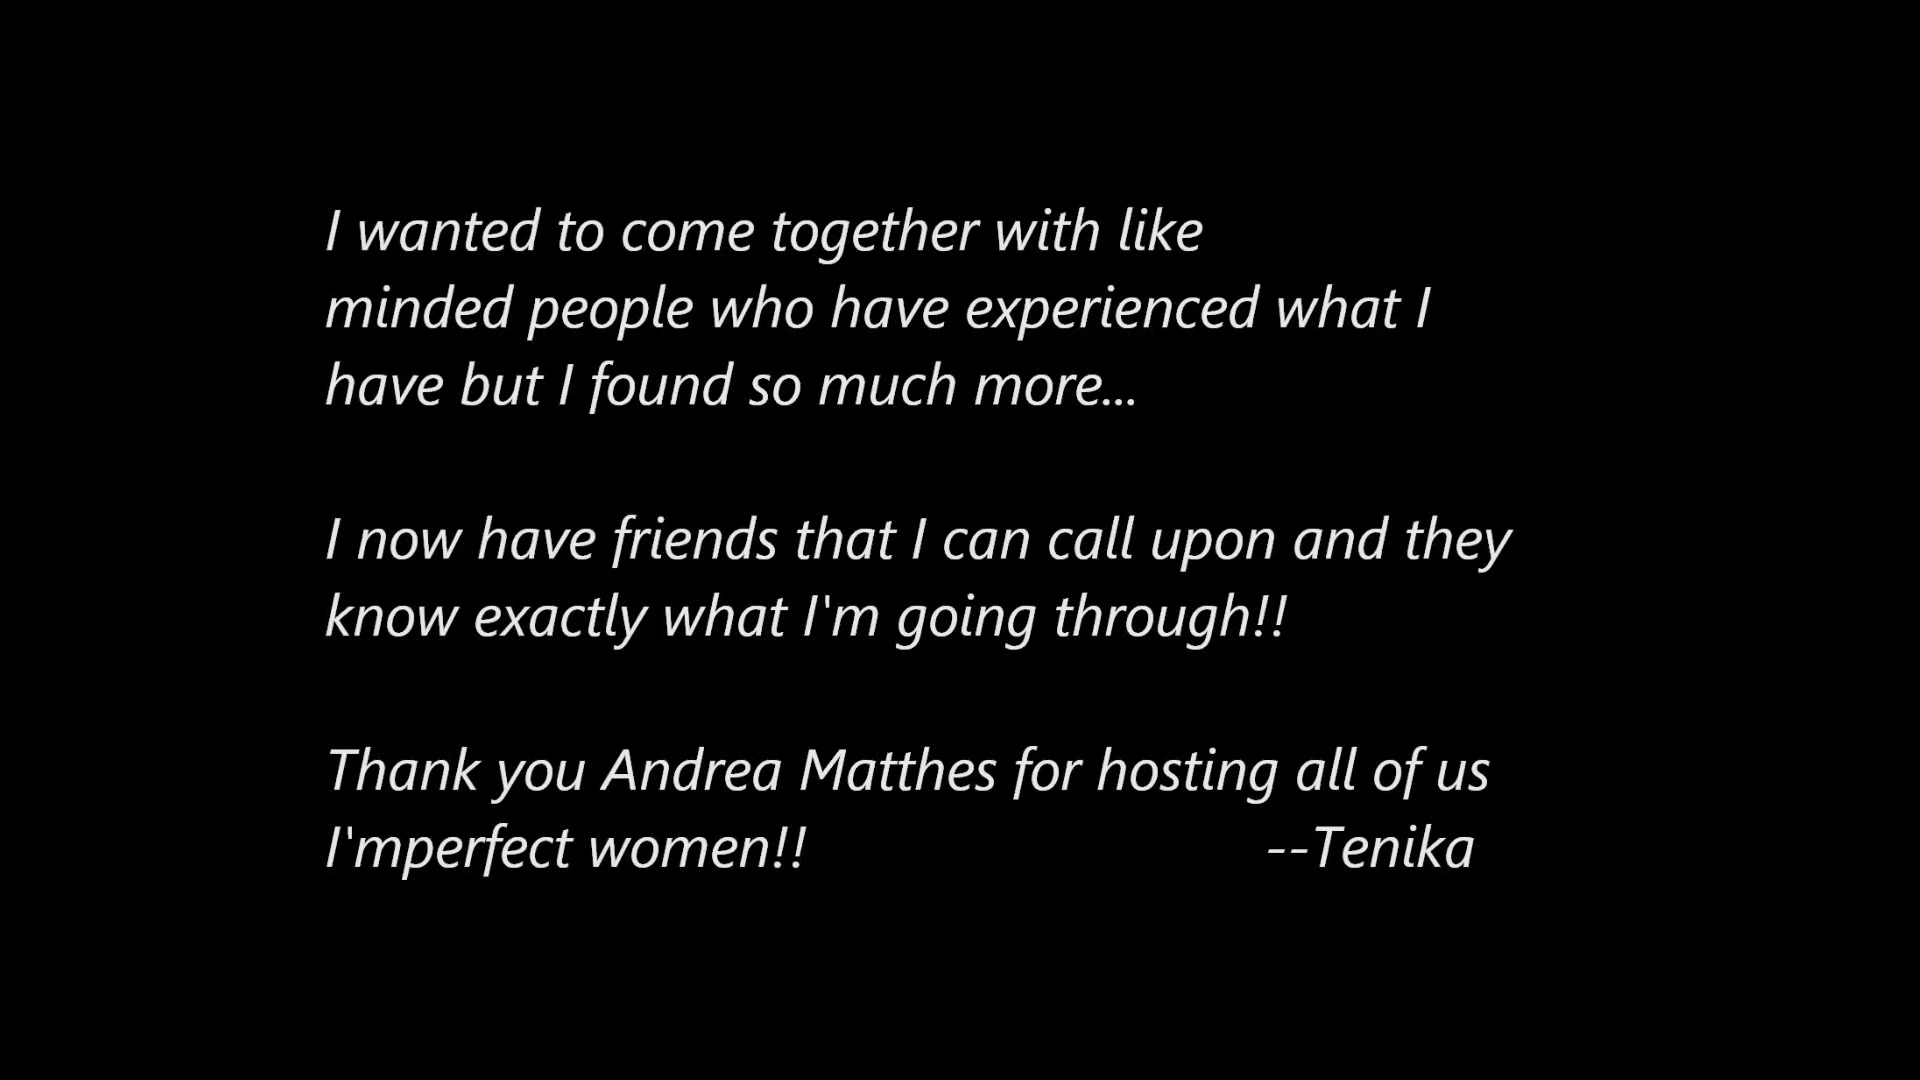 I wanted to come together with like
minded people who have experienced what I
have but I found so much more...
I now have friends that I can call upon and they
know exactly what I'm going through!!
Thank you Andrea Matthes for hosting all of us
I'mperfect women!! --Tenika